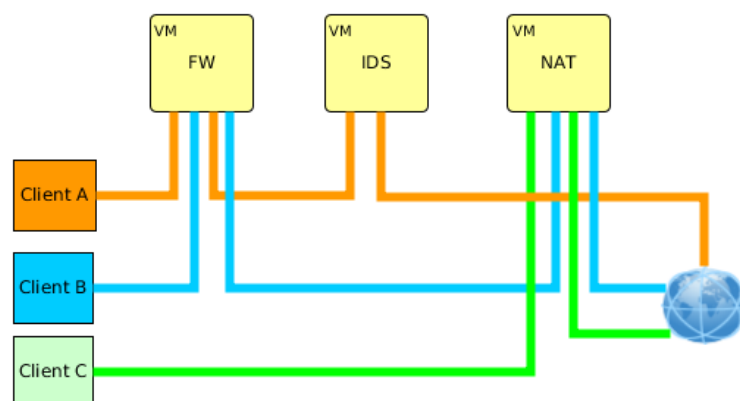 VM
FW
VM
IDS
VM
NAT
Client A
Client B
Client C